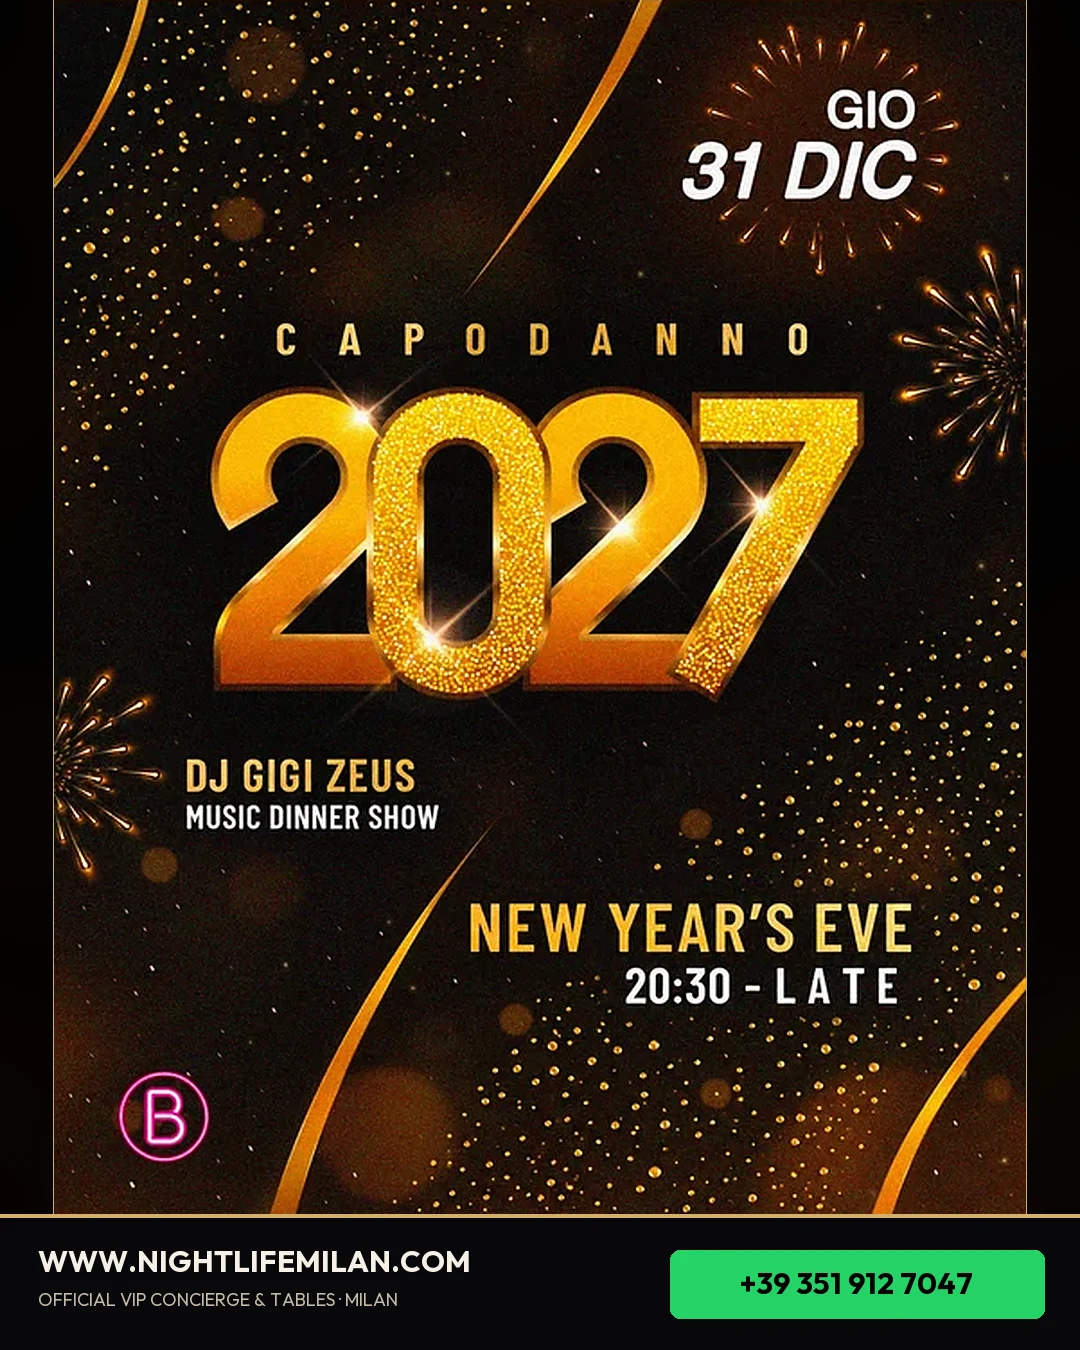 GIO
31 DIC
CAPODANNO
2027
DJ GIGI ZEUS
MUSIC DINNER SHOW
NEW YEAR'S EVE
20:30 - LATE
B
WWW.NIGHTLIFEMILAN.COM
OFFICIAL VIP CONCIERGE & TABLES · MILAN
+39 351 912 7047